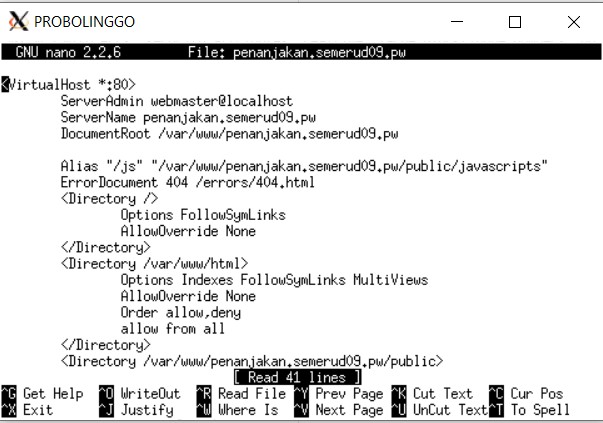 PROBOLINGGO
GNU nano 2.2.6 File: penanjakan.semerud09.pw
<VirtualHost *:80>
ServerAdmin webmaster@localhost
ServerName penanjakan.semerud09.pw
DocumentRoot /var/www/penanjakan.semerud09.pw
Alias "/js" "/var/www/penanjakan.semerud09.pw/public/javascripts"
ErrorDocument 404 /errors/404.html
<Directory />
Options FollowSymLinks
AllowOverride None
</Directory>
<Directory /var/www/html>
Options Indexes FollowSymLinks MultiViews
AllowOverride None
Order allow,deny
allow from all
</Directory>
<Directory /var/www/penanjakan.semerud09.pw/public>
[ Read 41 lines ]
^G Get Help ^O WriteOut ^R Read File ^Y Prev Page ^K Cut Text ^C Cur Pos
^X Exit ^J Justify ^W Where Is ^V Next Page ^U UnCut Text ^T To Spell